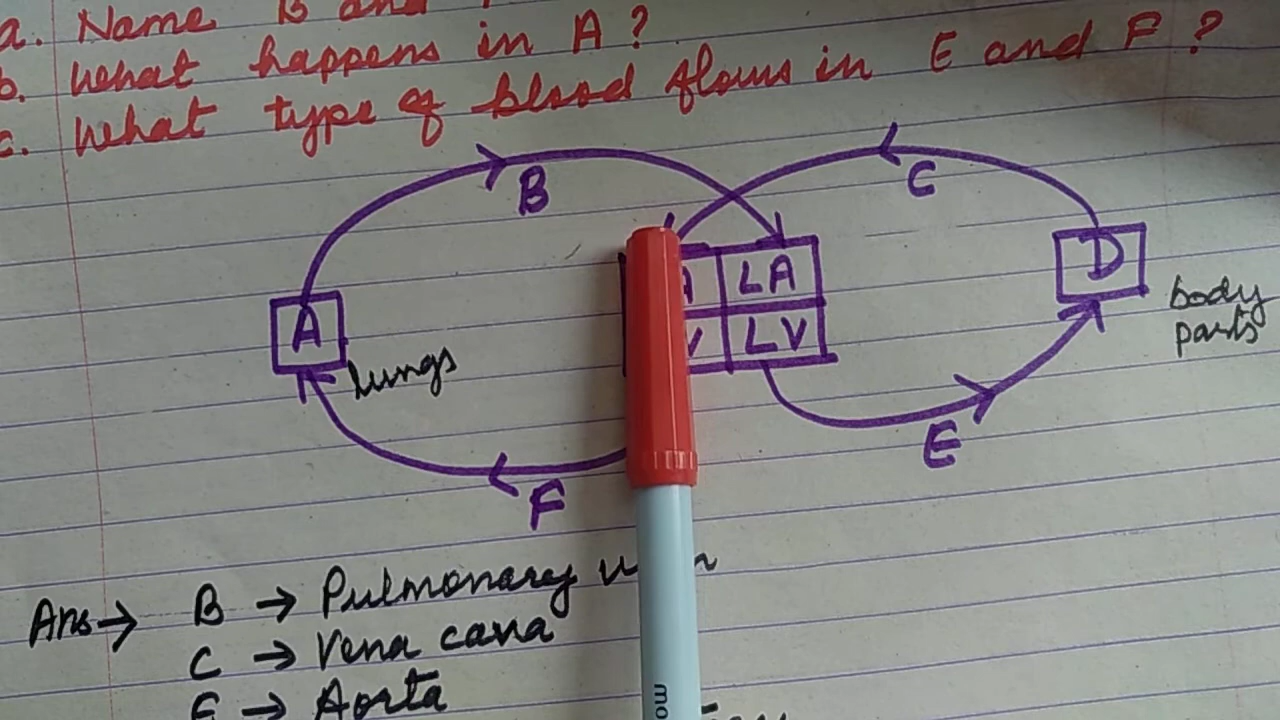 a. Name B and
b. What happens in A ?
c. What type of blood flows in E and F ?
B
C
A
LA
D
LV
body
parts
lungs
E
F
Ans → B → Pulmonary
C → Vena cava
E → Aorta
mo